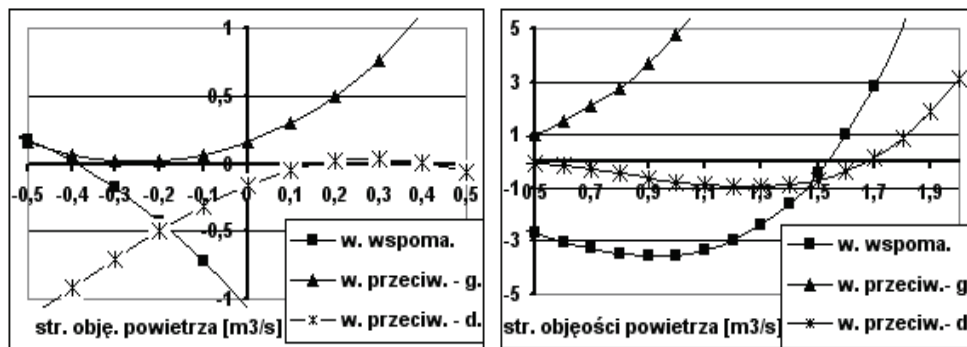 1
0,5
0
-0,5 -0,4 -0,3 -0,2 -0,1 0 0,1 0,2 0,3 0,4 0,5
-0,5
-1
w. wspoma.
w. przeciw.- g.
w. przeciw.- d.
str. obję. powietrza [m3/s]
5
3
1
-1
0,5 0,7 0,9 1,1 1,3 1,5 1,7 1,9
-3
-5
w. wspoma.
w. przeciw.- g
w. przeciw.- d
str. objęości powietrza [m3/s]